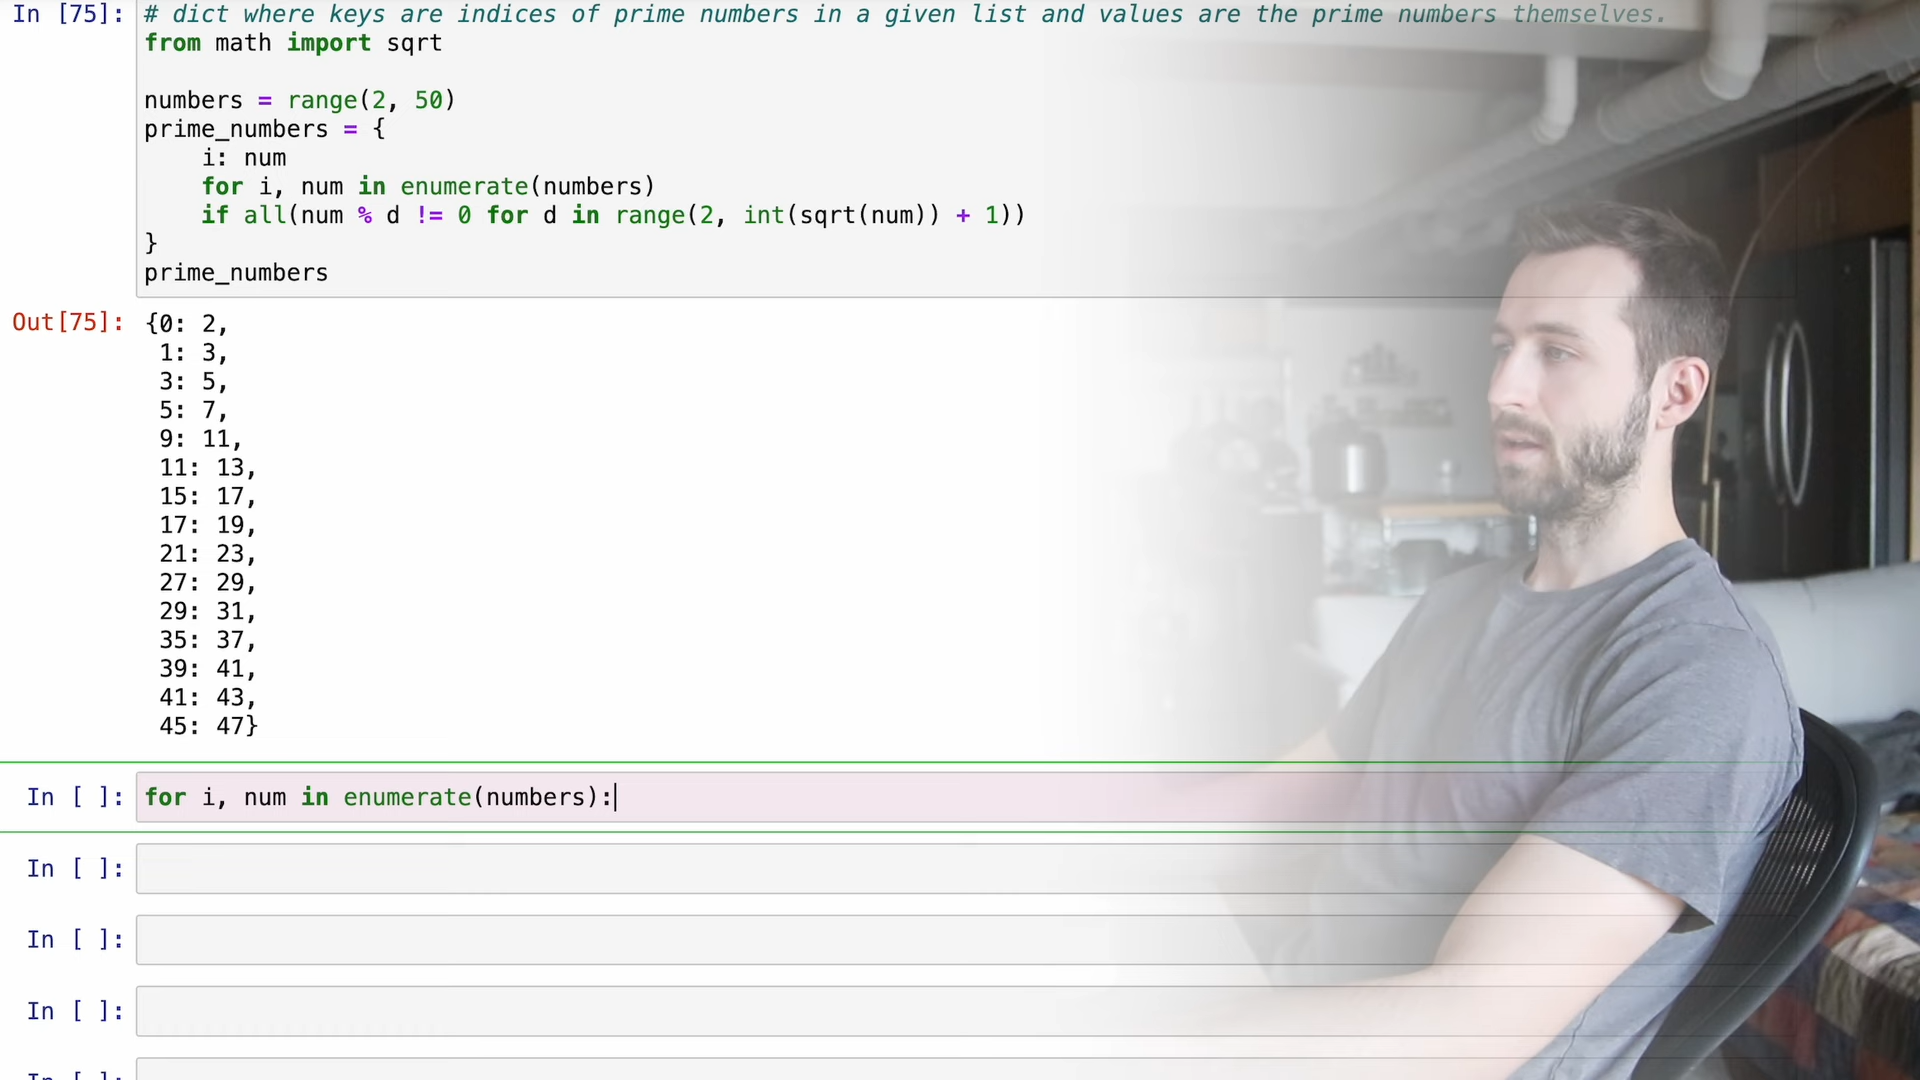 In [75]: # dict where keys are indices of prime numbers in a given list and values are the prime numbers themselves.
from math import sqrt
numbers = range(2, 50)
prime_numbers = {
    i: num
    for i, num in enumerate(numbers)
    if all(num % d != 0 for d in range(2, int(sqrt(num)) + 1))
}
prime_numbers
Out[75]: {0: 2,
 1: 3,
 3: 5,
 5: 7,
 9: 11,
 11: 13,
 15: 17,
 17: 19,
 21: 23,
 27: 29,
 29: 31,
 35: 37,
 39: 41,
 41: 43,
 45: 47}
In [ ]: for i, num in enumerate(numbers):
In [ ]:
In [ ]:
In [ ]:
In [ ]: